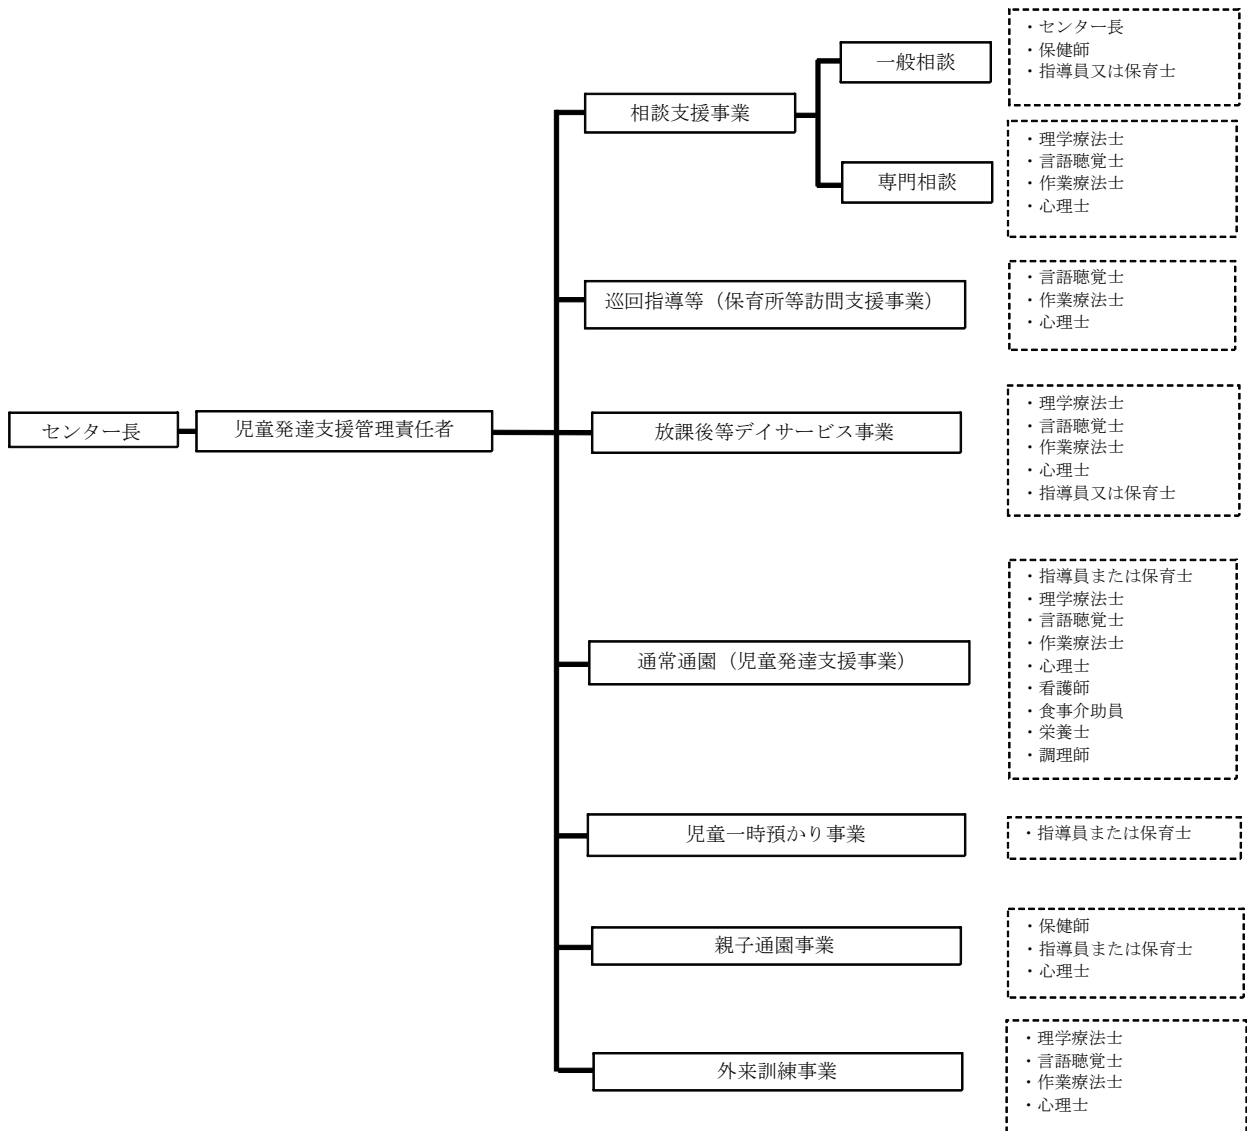 ・センター長
・保健師
・指導員又は保育士
一般相談
相談支援事業
・理学療法士
・言語聴覚士
・作業療法士
・心理士
専門相談
巡回指導等（保育所等訪問支援事業）
・言語聴覚士
・作業療法士
・心理士
センター長
児童発達支援管理責任者
放課後等デイサービス事業
・理学療法士
・言語聴覚士
・作業療法士
・心理士
・指導員又は保育士
通常通園（児童発達支援事業）
・指導員または保育士
・理学療法士
・言語聴覚士
・作業療法士
・心理士
・看護師
・食事介助員
・栄養士
・調理師
児童一時預かり事業
・指導員または保育士
親子通園事業
・保健師
・指導員または保育士
・心理士
外来訓練事業
・理学療法士
・言語聴覚士
・作業療法士
・心理士